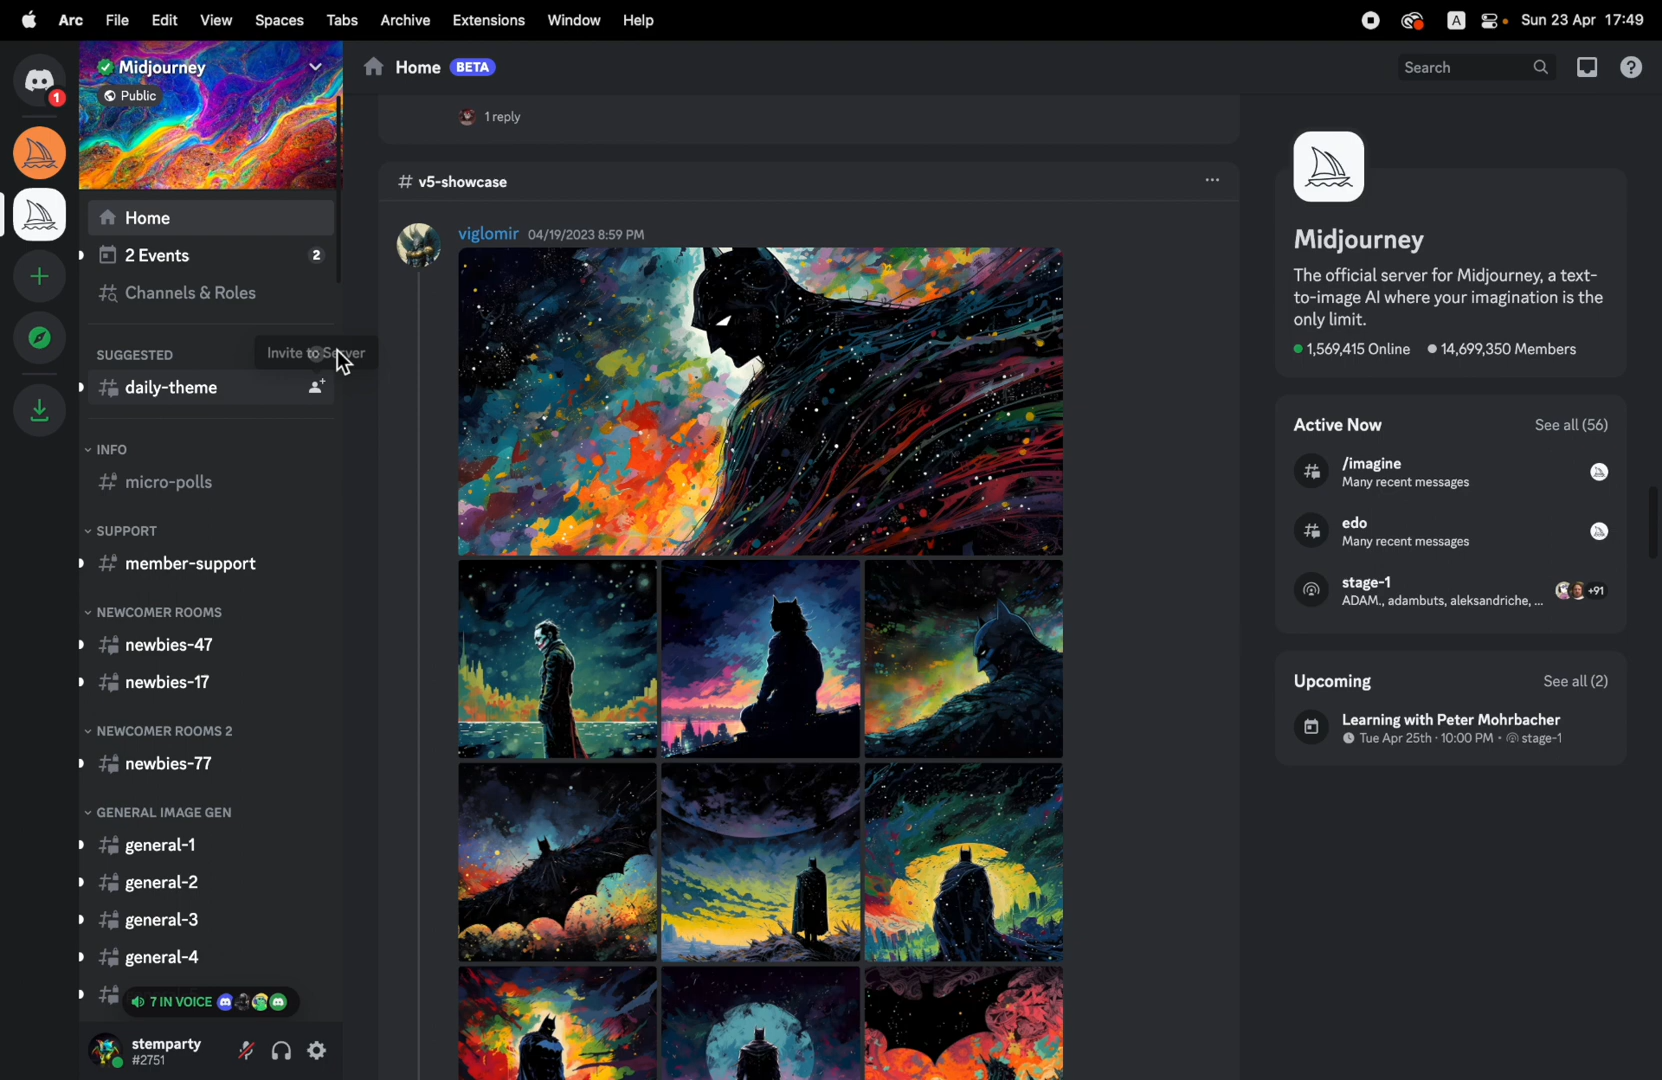 Arc File Edit View Spaces Tabs Archive Extensions Window Help
A Sun 23 Apr 17:49
1
Midjourney
Public
Home
2 Events 2
Channels & Roles
SUGGESTED
Invite to Server
daily-theme
INFO
micro-polls
SUPPORT
member-support
NEWCOMER ROOMS
newbies-47
newbies-17
NEWCOMER ROOMS 2
newbies-77
GENERAL IMAGE GEN
general-1
general-2
general-3
general-4
7 IN VOICE
stemparty
#2751
Home BETA
Search
1 reply
# v5-showcase
viglomir 04/19/2023 8:59 PM
Midjourney
The official server for Midjourney, a text-
to-image AI where your imagination is the
only limit.
1,569,415 Online 14,699,350 Members
Active Now See all (56)
/imagine
Many recent messages
edo
Many recent messages
stage-1
ADAM., adambuts, aleksandriche, ... +91
Upcoming See all (2)
Learning with Peter Mohrbacher
Tue Apr 25th · 10:00 PM · stage-1